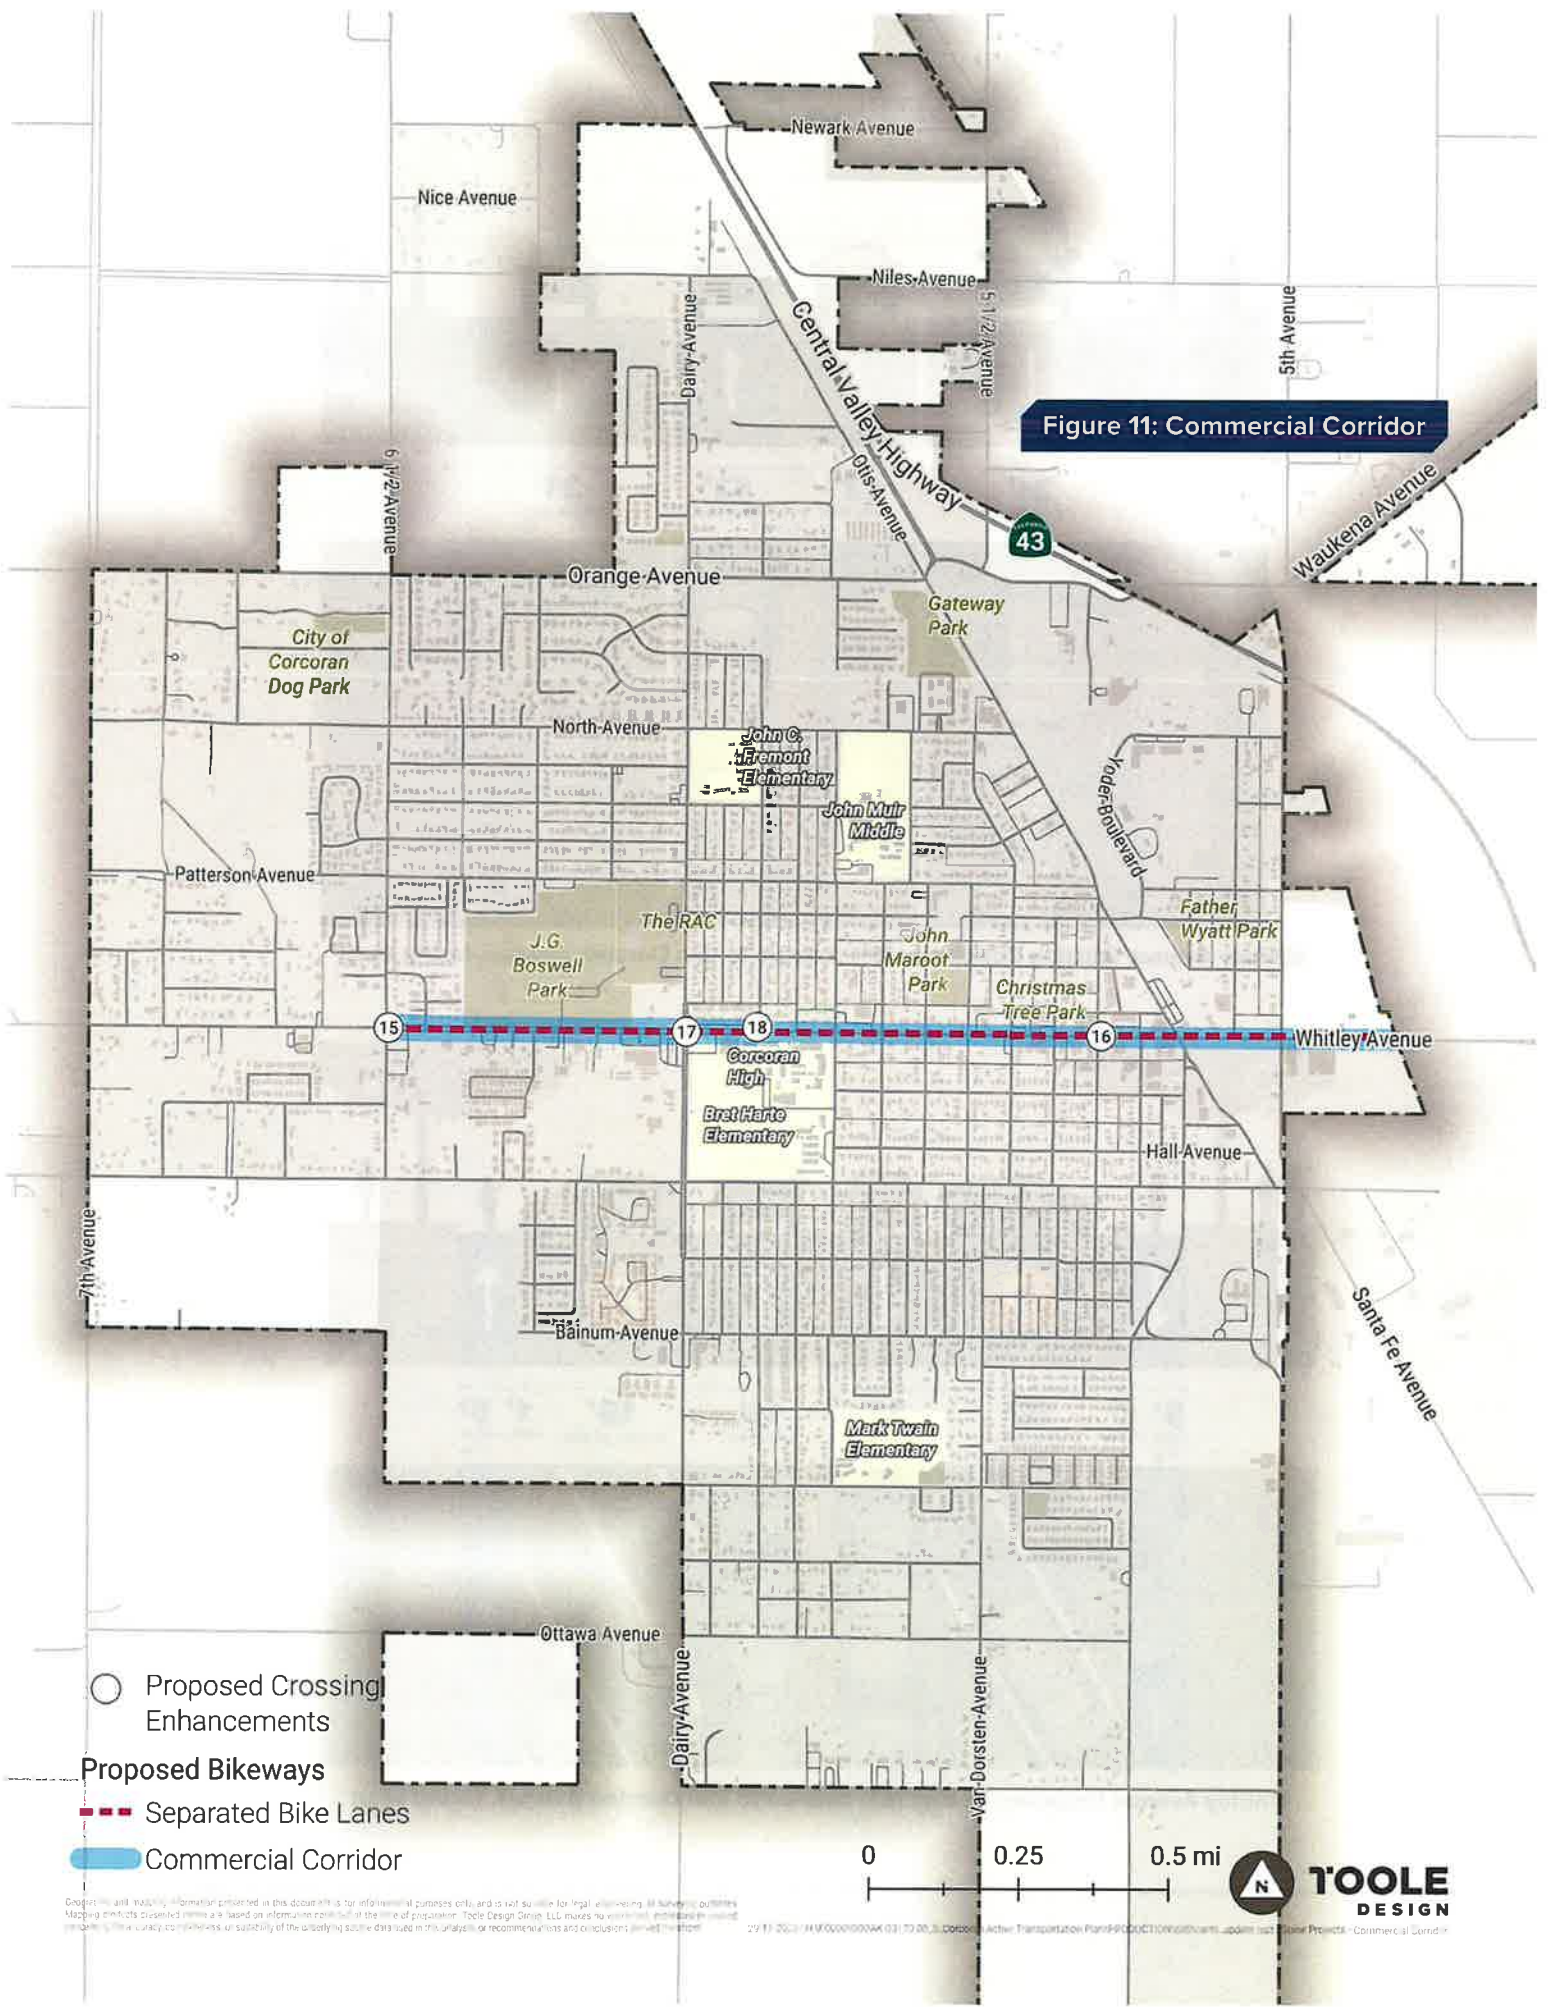 Newark Avenue
Nice Avenue
Niles Avenue
Dairy Avenue
Central Valley Highway
5 1/2 Avenue
5th Avenue
Figure 11: Commercial Corridor
6 1/2 Avenue
Otis Avenue
43
Waukena Avenue
Orange Avenue
Gateway
Park
City of
Corcoran
Dog Park
North Avenue
John C.
Fremont
Elementary
John Muir
Middle
Yoder Boulevard
Patterson Avenue
The RAC
J.G.
Boswell
Park
John
Maroot
Park
Father
Wyatt Park
Christmas
Tree Park
15
17
18
16
Whitley Avenue
Corcoran
High
Bret Harte
Elementary
Hall Avenue
7th Avenue
Bainum Avenue
Santa Fe Avenue
Mark Twain
Elementary
Ottawa Avenue
Dairy Avenue
Van Dorsten Avenue
Proposed Crossing
Enhancements
Proposed Bikeways
Separated Bike Lanes
Commercial Corridor
0 0.25 0.5 mi
N
TOOLE
DESIGN